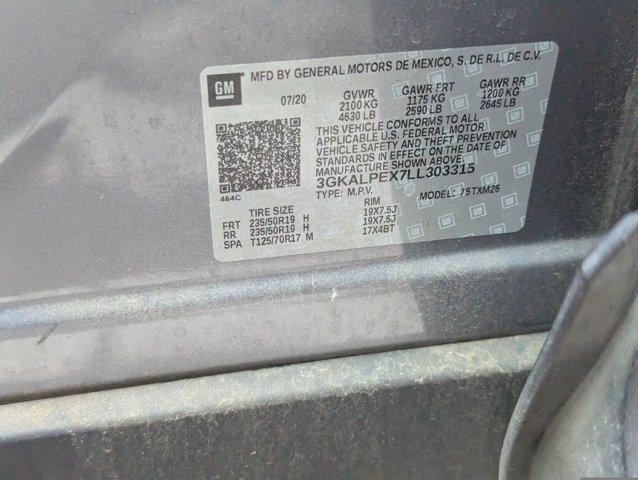 GM
MFD BY GENERAL MOTORS DE MEXICO, S. DE R.L. DE C.V.
07/20 GVWR GAWR FRT GAWR RR
2100 KG 1175 KG 1200 KG
4630 LB 2590 LB 2645 LB
THIS VEHICLE CONFORMS TO ALL
APPLICABLE U.S. FEDERAL MOTOR
VEHICLE SAFETY AND THEFT PREVENTION
STANDARDS IN EFFECT ON THE DATE OF
MANUFACTURE SHOWN ABOVE.
3GKALPEX7LL303315
464C TYPE: M.P.V. MODEL: 75TXM26
TIRE SIZE RIM
FRT 235/50R19 H 19X7.5J
RR 235/50R19 H 19X7.5J
SPA T125/70R17 M 17X4BT